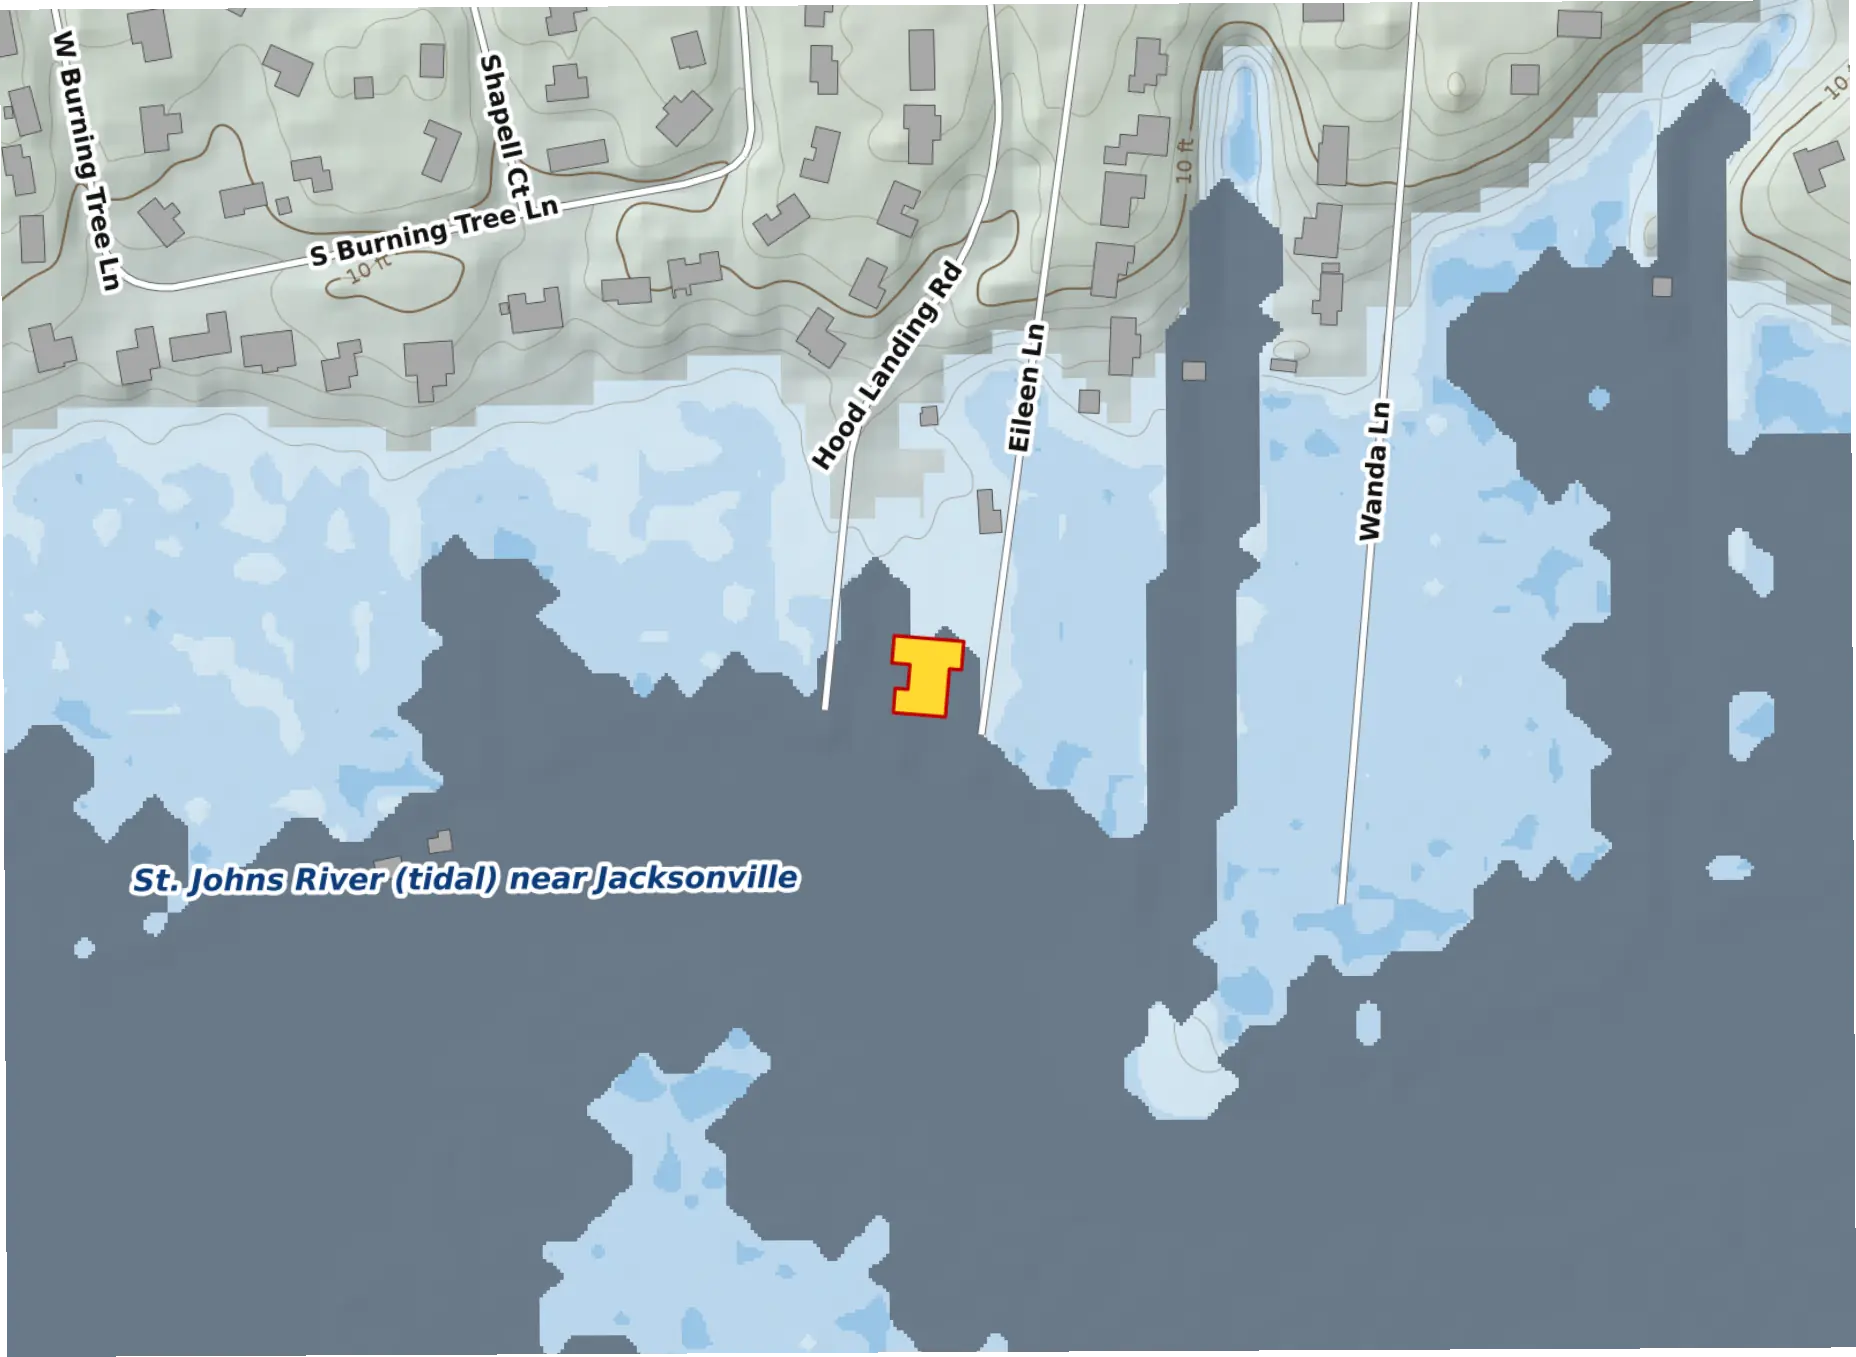 W Burning Tree Ln
Shapell Ct
S Burning Tree Ln
10 ft
Hood Landing Rd
Eileen Ln
10 ft
Wanda Ln
10
St. Johns River (tidal) near Jacksonville